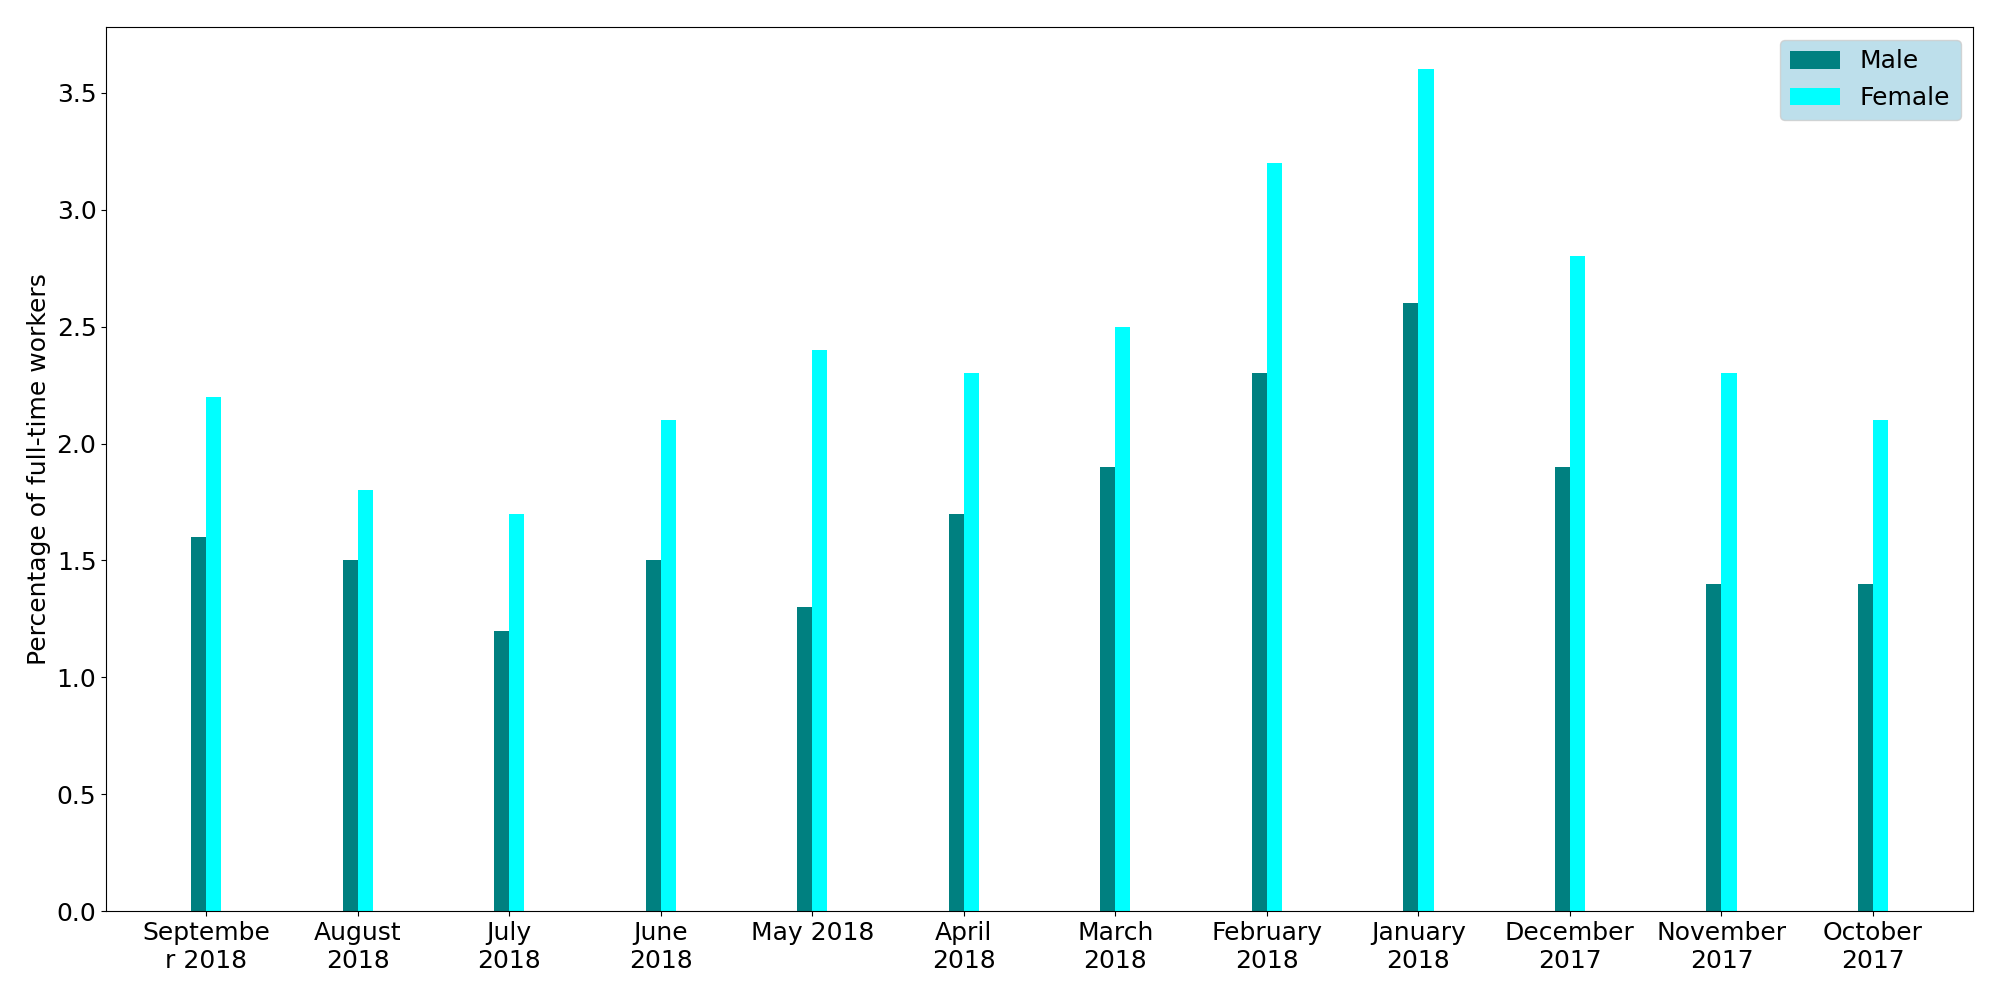 Male
Female
Percentage of full-time workers
3.5
3.0
2.5
2.0
1.5
1.0
0.5
0.0
Septembe
r 2018
August
2018
July
2018
June
2018
May 2018
April
2018
March
2018
February
2018
January
2018
December
2017
November
2017
October
2017